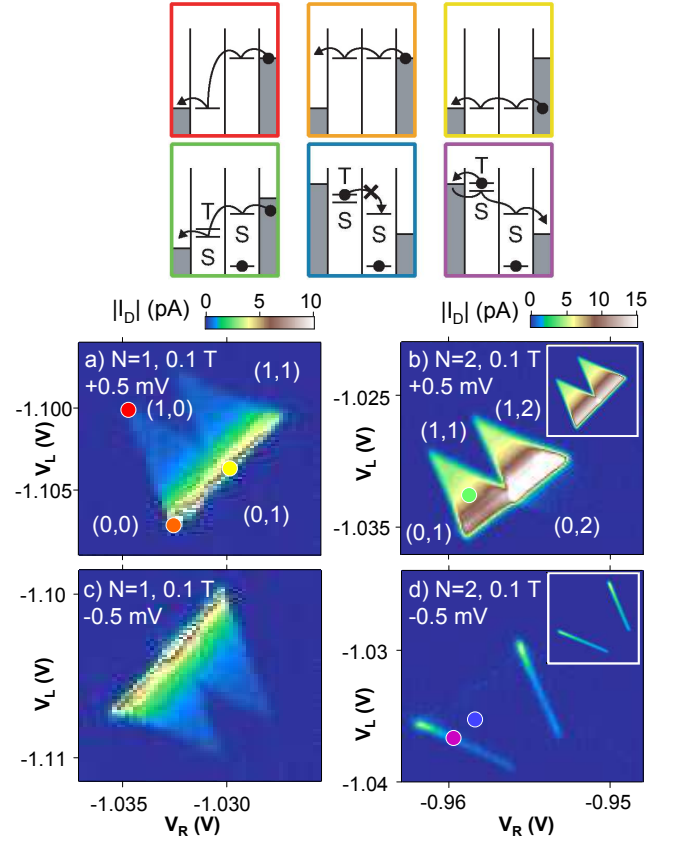 T
S
S
T
S
S
T
S
S
|I_D| (pA) 0 5 10
|I_D| (pA) 0 5 10 15
a) N=1, 0.1 T
+0.5 mV
(1,1)
(1,0)
(0,0)
(0,1)
-1.100
-1.105
V_L (V)
b) N=2, 0.1 T
+0.5 mV
(1,1)
(1,2)
(0,1)
(0,2)
-1.025
-1.035
V_L (V)
c) N=1, 0.1 T
-0.5 mV
-1.10
-1.11
V_L (V)
-1.035
-1.030
V_R (V)
d) N=2, 0.1 T
-0.5 mV
-1.03
-1.04
V_L (V)
-0.96
-0.95
V_R (V)